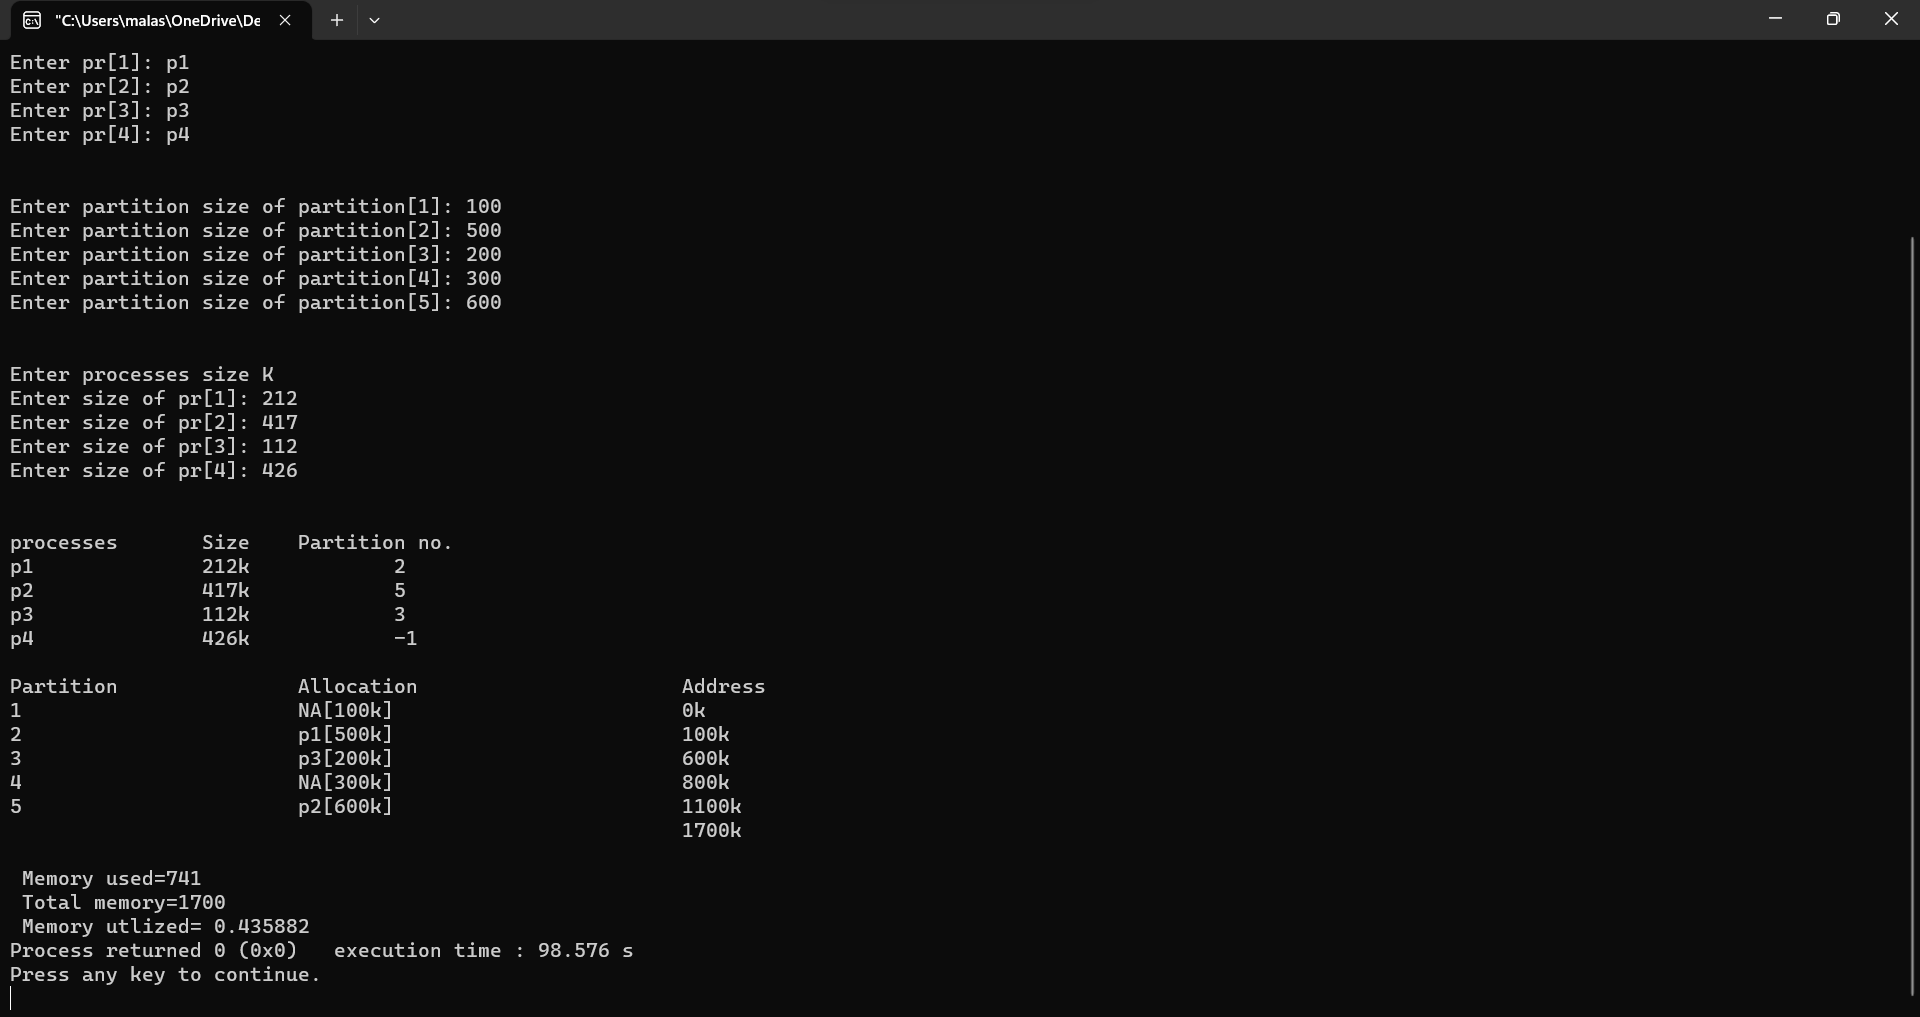 "C:\Users\malas\OneDrive\De
Enter pr[1]: p1
Enter pr[2]: p2
Enter pr[3]: p3
Enter pr[4]: p4
Enter partition size of partition[1]: 100
Enter partition size of partition[2]: 500
Enter partition size of partition[3]: 200
Enter partition size of partition[4]: 300
Enter partition size of partition[5]: 600
Enter processes size K
Enter size of pr[1]: 212
Enter size of pr[2]: 417
Enter size of pr[3]: 112
Enter size of pr[4]: 426
processes Size Partition no.
p1 212k 2
p2 417k 5
p3 112k 3
p4 426k -1
Partition Allocation Address
1 NA[100k] 0k
2 p1[500k] 100k
3 p3[200k] 600k
4 NA[300k] 800k
5 p2[600k] 1100k
1700k
Memory used=741
Total memory=1700
Memory utlized= 0.435882
Process returned 0 (0x0) execution time : 98.576 s
Press any key to continue.